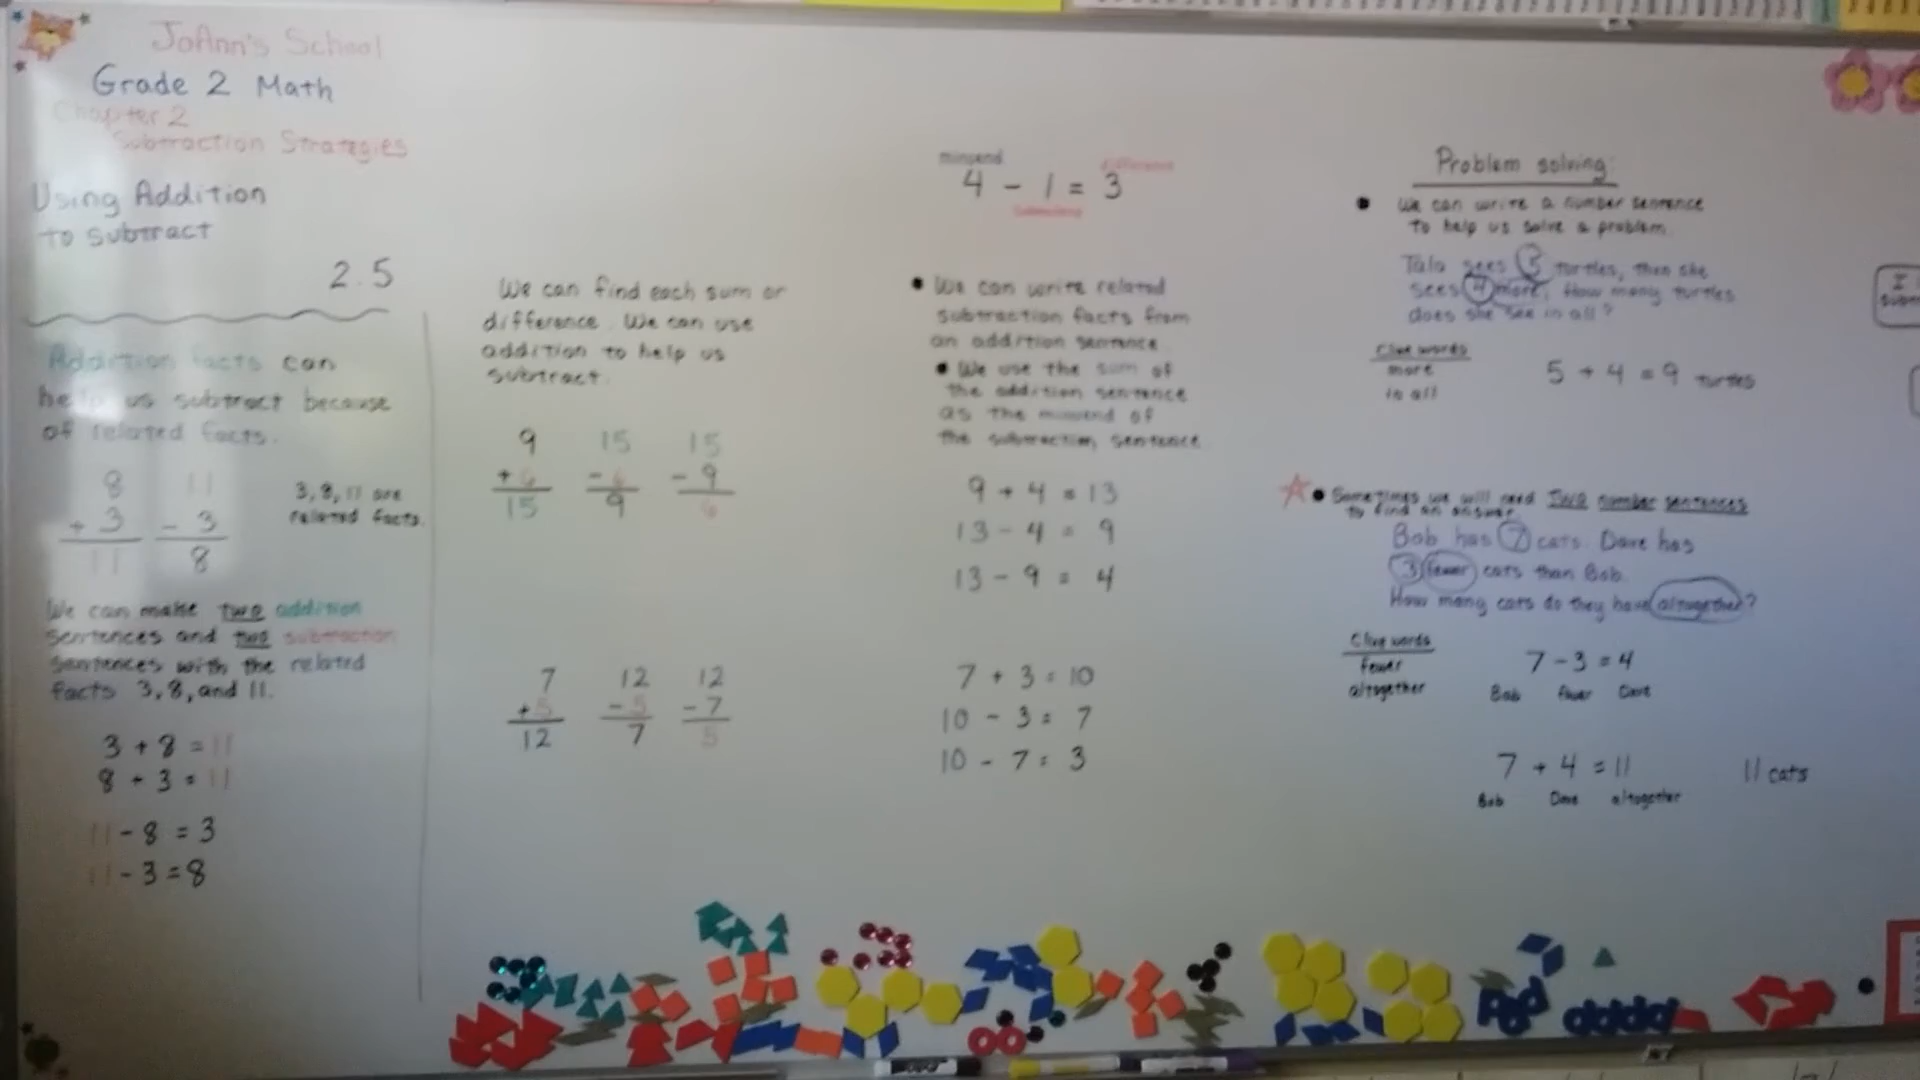 JoAnn's School
Grade 2 Math
Chapter 2
Subtraction Strategies
Using Addition
to subtract
2.5
Addition facts can
help us subtract because
of related facts.
8 11
+ 3 - 3
11 8
3, 8, 11 are
related facts.
We can make two addition
sentences and two subtraction
sentences with the related
facts 3, 8, and 11.
3 + 8 = 11
8 + 3 = 11
11 - 8 = 3
11 - 3 = 8
We can find each sum or
difference. We can use
addition to help us
subtract.
9 15 15
+ 6 - 6 - 9
15 9 6
7 12 12
+ 5 - 5 - 7
12 7 5
minuend difference
4 - 1 = 3
• We can write related
subtraction facts from
an addition sentence.
• We use the sum of
the addition sentence
as the minuend of
the subtraction sentence.
9 + 4 = 13
13 - 4 = 9
13 - 9 = 4
7 + 3 = 10
10 - 3 = 7
10 - 7 = 3
Problem solving:
• We can write a number sentence
to help us solve a problem.
Tala sees 5 turtles, then she
sees 4 more. How many turtles
does she see in all?
Clue words
more
in all
5 + 4 = 9 turtles
• Sometimes we will need two number sentences
to find an answer.
Bob has 7 cats. Dave has
3 fewer cats than Bob.
How many cats do they have altogether?
Clue words
fewer
altogether
7 - 3 = 4
Bob fewer Dave
7 + 4 = 11 11 cats
Bob Dave altogether
I